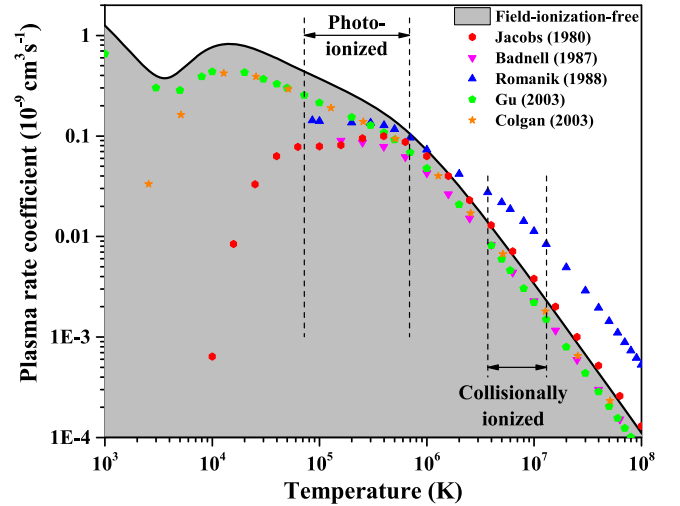 Plasma rate coefficient (10⁻⁹ cm³s⁻¹)
1
0.1
0.01
1E-3
1E-4
Photo-
ionized
Field-ionization-free
Jacobs (1980)
Badnell (1987)
Romanik (1988)
Gu (2003)
Colgan (2003)
Collisionally
ionized
10³
10⁴
10⁵
10⁶
10⁷
10⁸
Temperature (K)